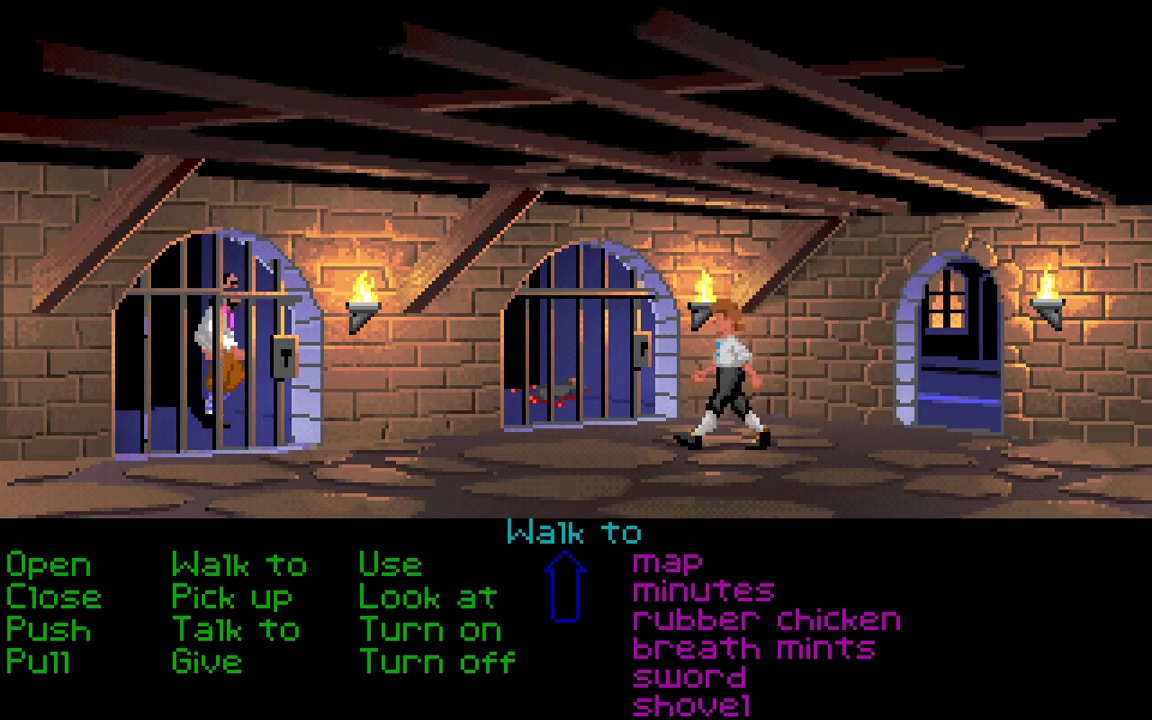 Walk to
Open Walk to Use map
Close Pick up Look at minutes
Push Talk to Turn on rubber chicken
Pull Give Turn off breath mints
sword
shovel